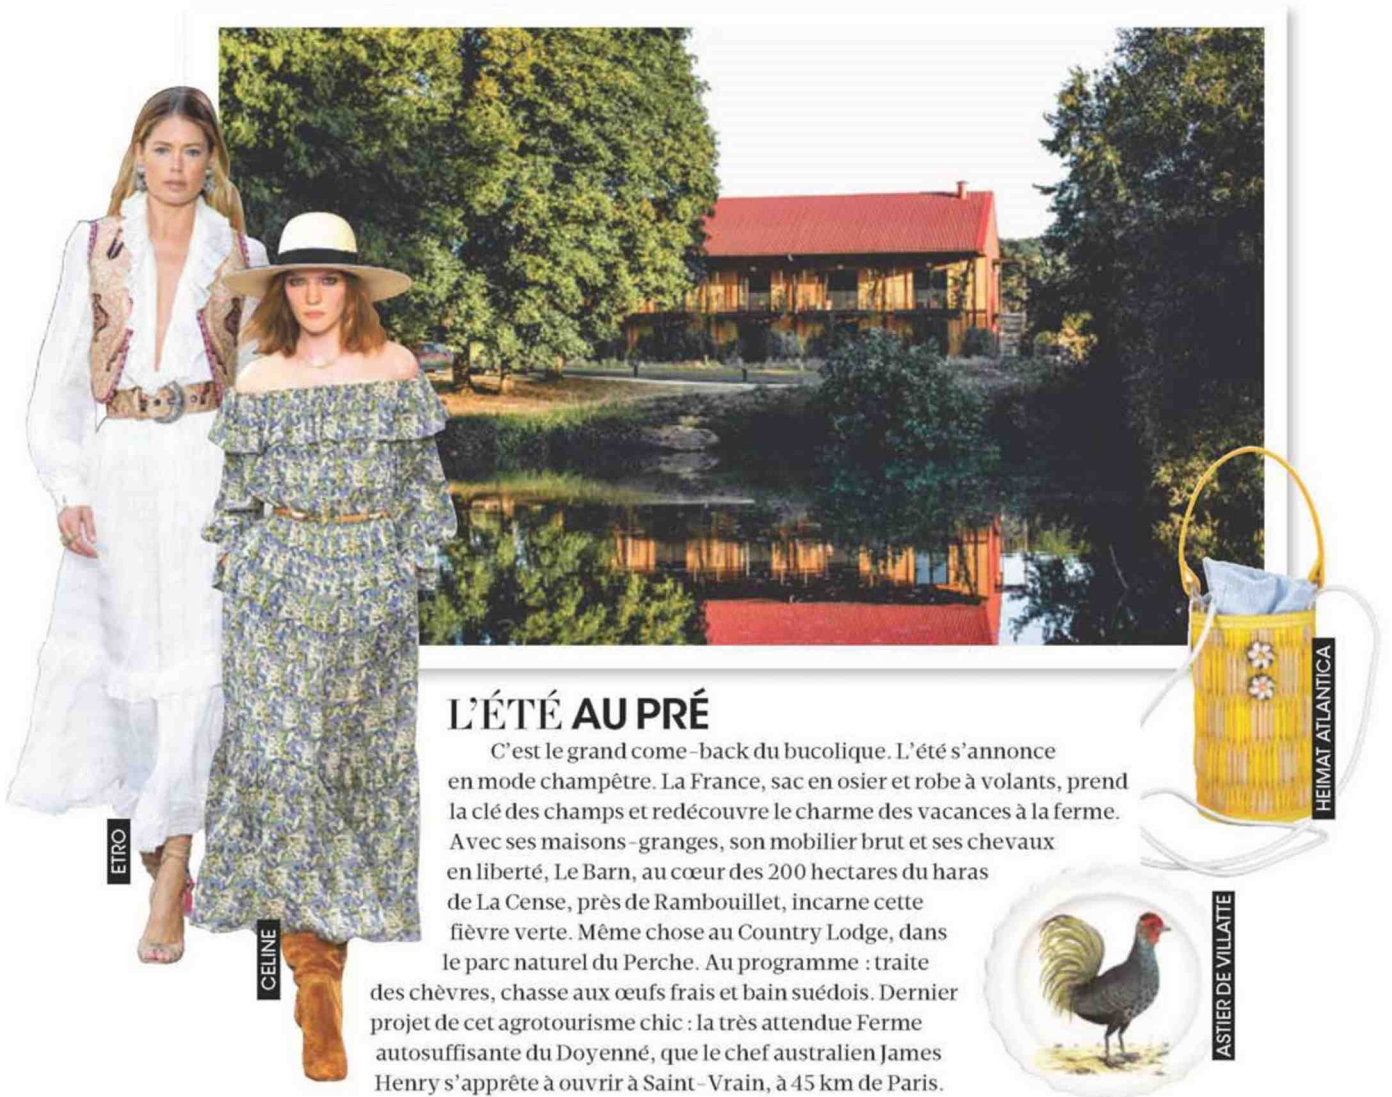 L'ÉTÉ AU PRÉ
C'est le grand come-back du bucolique. L'été s'annonce
en mode champêtre. La France, sac en osier et robe à volants, prend
la clé des champs et redécouvre le charme des vacances à la ferme.
Avec ses maisons-granges, son mobilier brut et ses chevaux
en liberté, Le Barn, au cœur des 200 hectares du haras
de La Cense, près de Rambouillet, incarne cette
fièvre verte. Même chose au Country Lodge, dans
le parc naturel du Perche. Au programme : traite
des chèvres, chasse aux œufs frais et bain suédois. Dernier
projet de cet agrotourisme chic : la très attendue Ferme
autosuffisante du Doyenné, que le chef australien James
Henry s'apprête à ouvrir à Saint-Vrain, à 45 km de Paris.
ETRO
CELINE
HEIMAT ATLANTICA
ASTIER DE VILLATTE